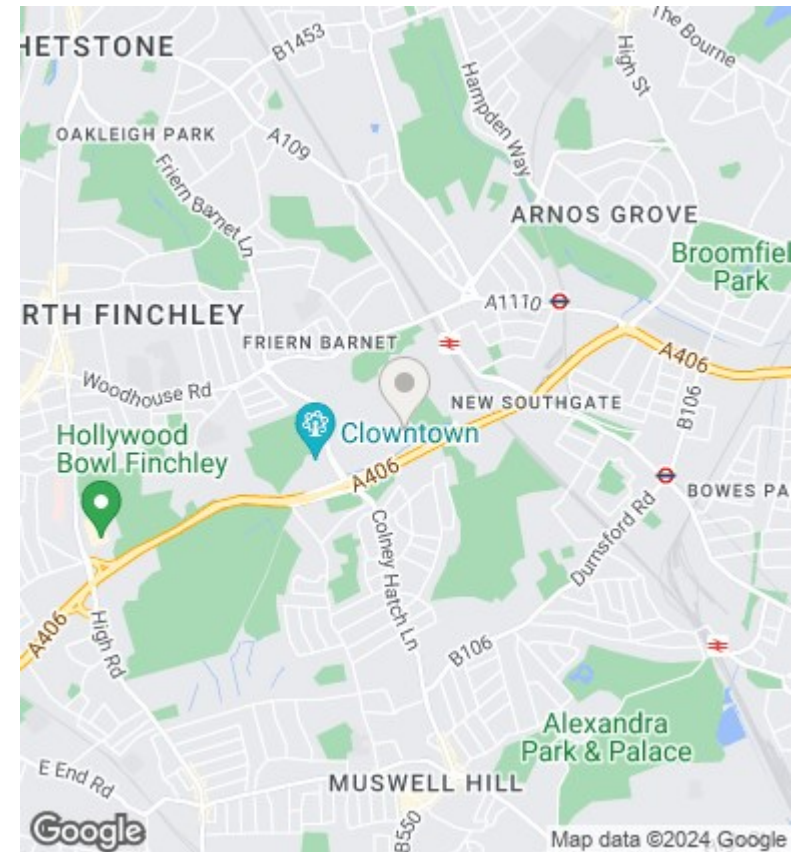 HETSTONE
B1453
The Bourne
High St
Hampden Way
OAKLEIGH PARK
A109
Friern Barnet Ln
ARNOS GROVE
Broomfiel
Park
A1110
RTH FINCHLEY
FRIERN BARNET
A406
Woodhouse Rd
NEW SOUTHGATE
B106
Clowntown
Hollywood
Bowl Finchley
A406
BOWES PA
Durnsford Rd
Colney Hatch Ln
A406
High Rd
B106
Alexandra
Park & Palace
E End Rd
MUSWELL HILL
B550
Google
Map data ©2024 Google